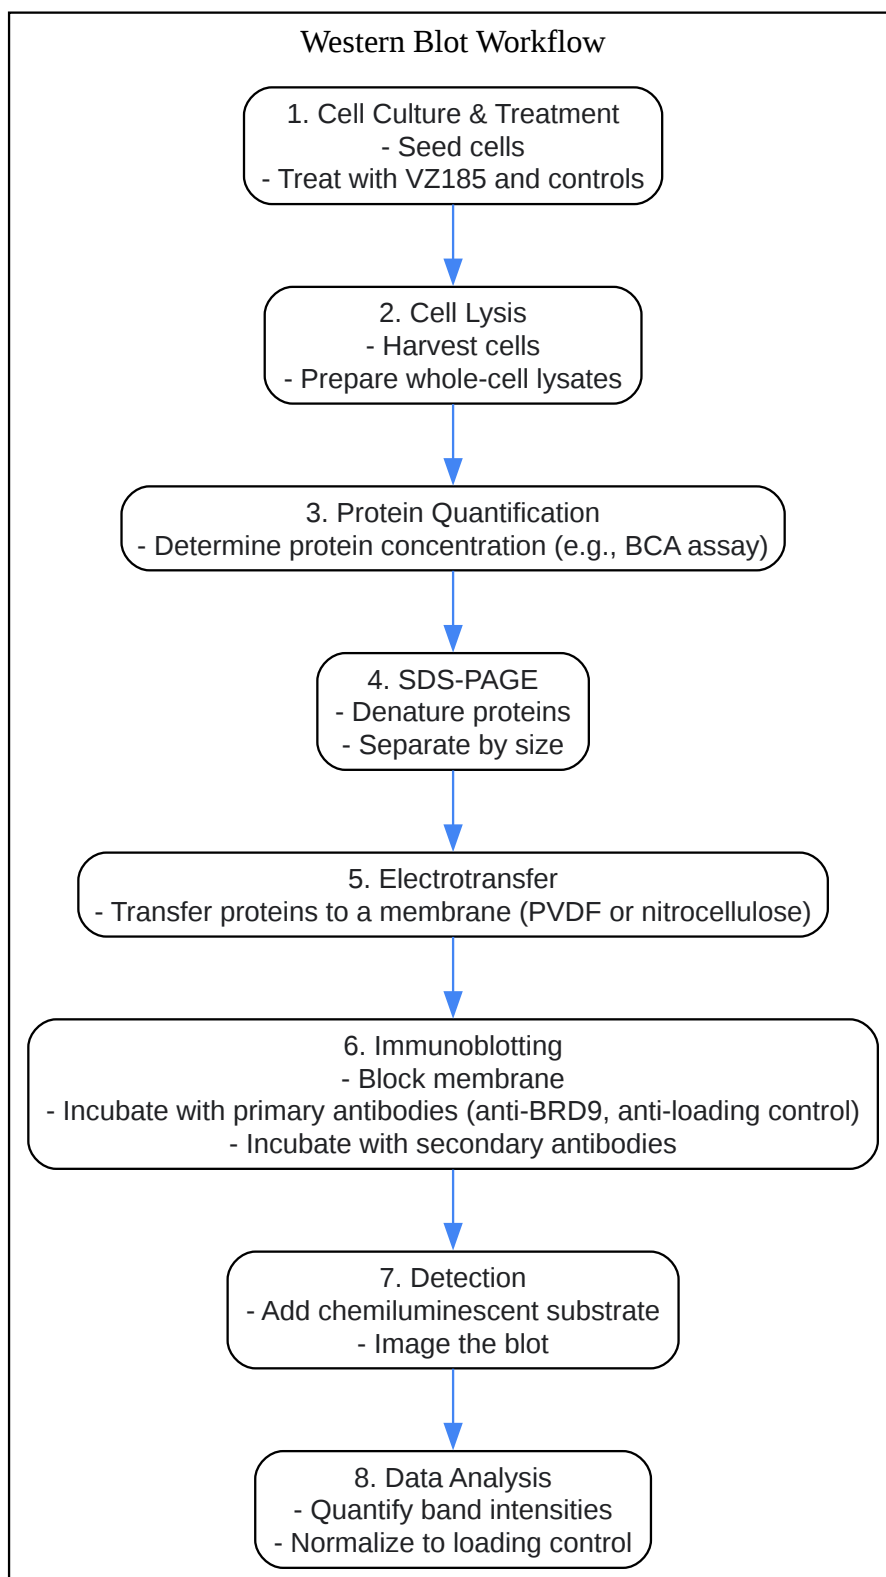 Western Blot Workflow
1. Cell Culture & Treatment
- Seed cells
- Treat with VZ185 and controls
2. Cell Lysis
- Harvest cells
- Prepare whole-cell lysates
3. Protein Quantification
- Determine protein concentration (e.g., BCA assay)
4. SDS-PAGE
- Denature proteins
- Separate by size
5. Electrotransfer
- Transfer proteins to a membrane (PVDF or nitrocellulose)
6. Immunoblotting
- Block membrane
- Incubate with primary antibodies (anti-BRD9, anti-loading control)
- Incubate with secondary antibodies
7. Detection
- Add chemiluminescent substrate
- Image the blot
8. Data Analysis
- Quantify band intensities
- Normalize to loading control